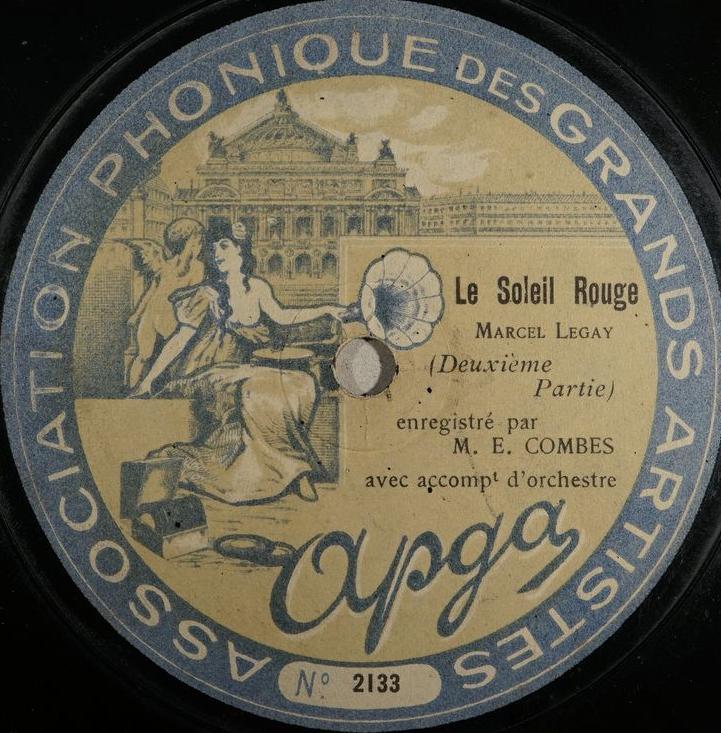 ASSOCIATION PHONIQUE DES GRANDS ARTISTES
Le Soleil Rouge
MARCEL LEGAY
(Deuxième
Partie)
enregistré par
M. E. COMBES
avec accompt d'orchestre
apga
No 2133